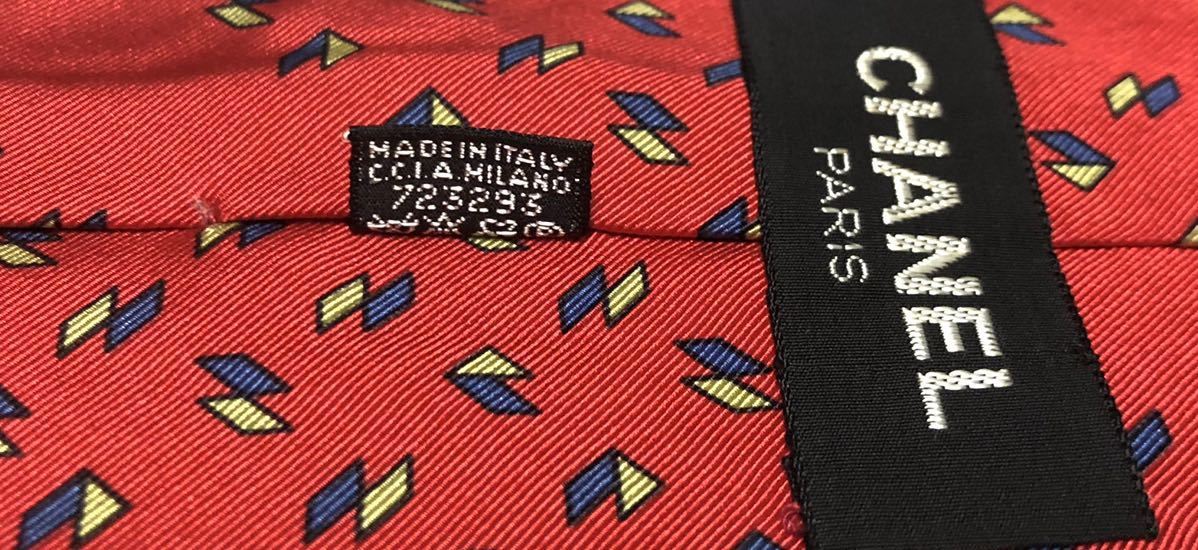 MADE IN ITALY
C.C.I.A. MILANO
723293
CHANEL
PARIS